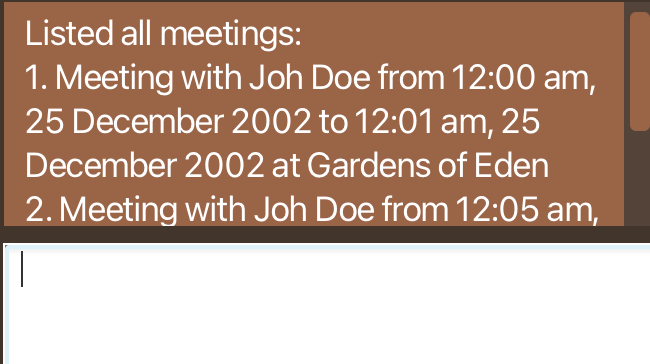 Listed all meetings:
1. Meeting with Joh Doe from 12:00 am,
25 December 2002 to 12:01 am, 25
December 2002 at Gardens of Eden
2. Meeting with Joh Doe from 12:05 am,